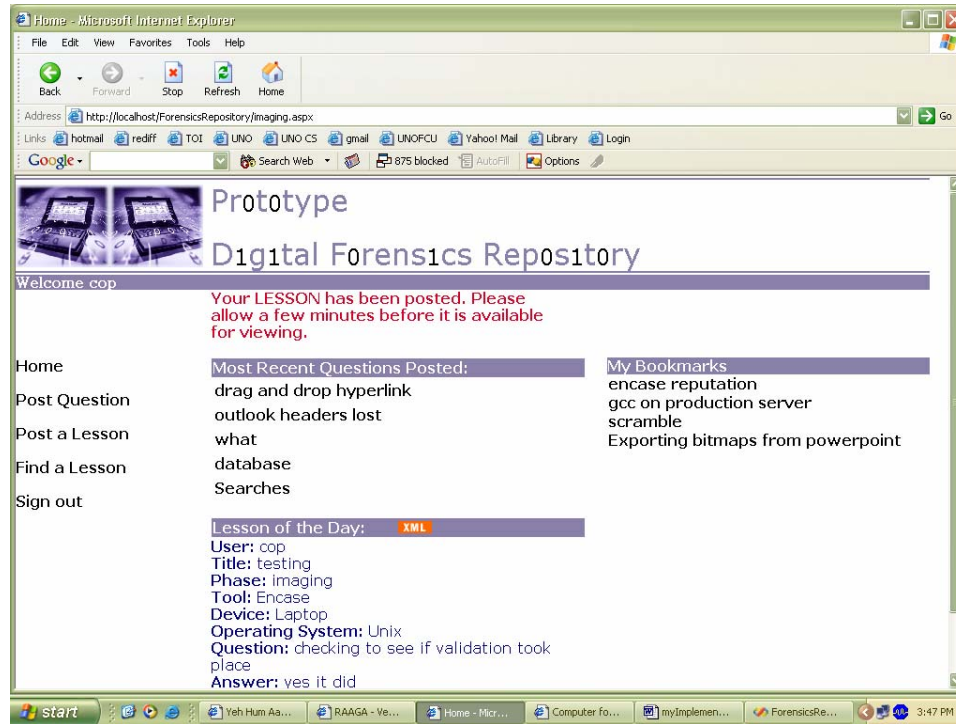 Home - Microsoft Internet Explorer
File Edit View Favorites Tools Help
Back Forward Stop Refresh Home
Address http://localhost/ForensicsRepository/imaging.aspx Go
Links hotmail rediff TOI UNO UNO CS gmail UNOFCU Yahoo! Mail Library Login
Google Search Web 875 blocked AutoFill Options
Pr0t0type
D1g1tal F0rens1cs Rep0s1t0ry
Welcome cop
Your LESSON has been posted. Please
allow a few minutes before it is available
for viewing.
Home
Post Question
Post a Lesson
Find a Lesson
Sign out
Most Recent Questions Posted:
drag and drop hyperlink
outlook headers lost
what
database
Searches
Lesson of the Day: XML
User: cop
Title: testing
Phase: imaging
Tool: Encase
Device: Laptop
Operating System: Unix
Question: checking to see if validation took
place
Answer: yes it did
My Bookmarks
encase reputation
gcc on production server
scramble
Exporting bitmaps from powerpoint
start Yeh Hum Aa... RAAGA - Ve... Home - Micr... Computer fo... myImplemen... ForensicsRe... 3:47 PM